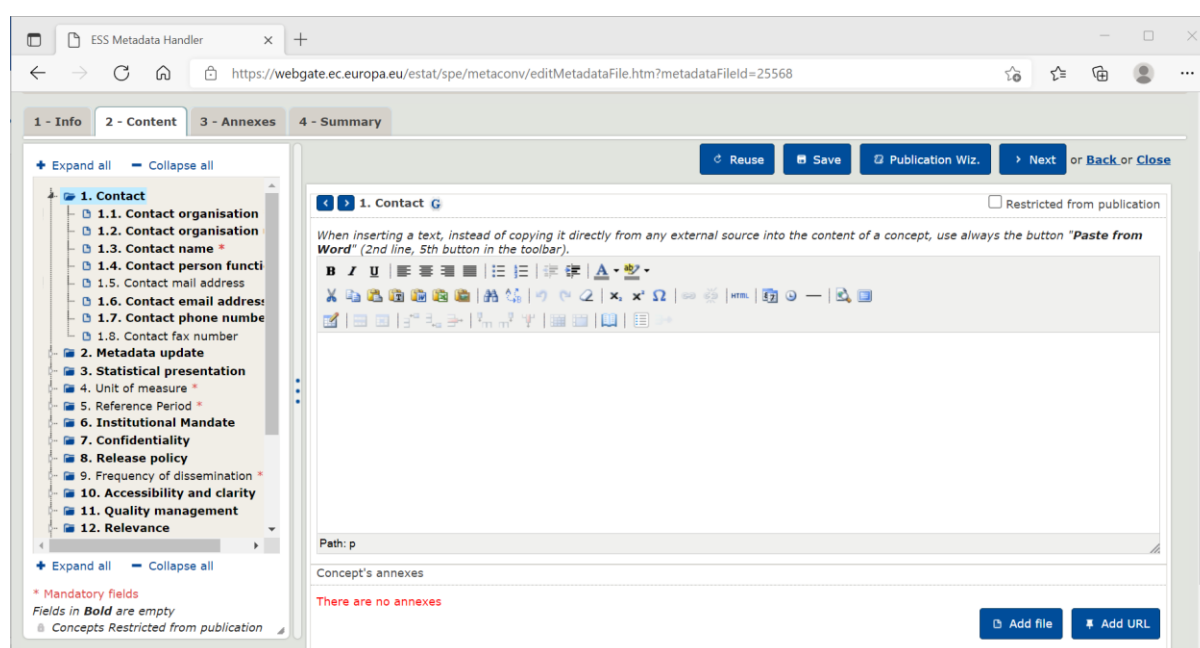 ESS Metadata Handler
https://webgate.ec.europa.eu/estat/spe/metaconv/editMetadataFile.htm?metadataFileId=25568
1 - Info 2 - Content 3 - Annexes 4 - Summary
Expand all Collapse all
1. Contact
1.1. Contact organisation
1.2. Contact organisation
1.3. Contact name *
1.4. Contact person functi
1.5. Contact mail address
1.6. Contact email address
1.7. Contact phone numbe
1.8. Contact fax number
2. Metadata update
3. Statistical presentation
4. Unit of measure *
5. Reference Period *
6. Institutional Mandate
7. Confidentiality
8. Release policy
9. Frequency of dissemination *
10. Accessibility and clarity
11. Quality management
12. Relevance
Expand all Collapse all
* Mandatory fields
Fields in Bold are empty
Concepts Restricted from publication
Reuse Save Publication Wiz. Next or Back or Close
1. Contact G
Restricted from publication
When inserting a text, instead of copying it directly from any external source into the content of a concept, use always the button "Paste from
Word" (2nd line, 5th button in the toolbar).
B I U A ab
x₂ x² Ω HTML
Path: p
Concept's annexes
There are no annexes
Add file Add URL